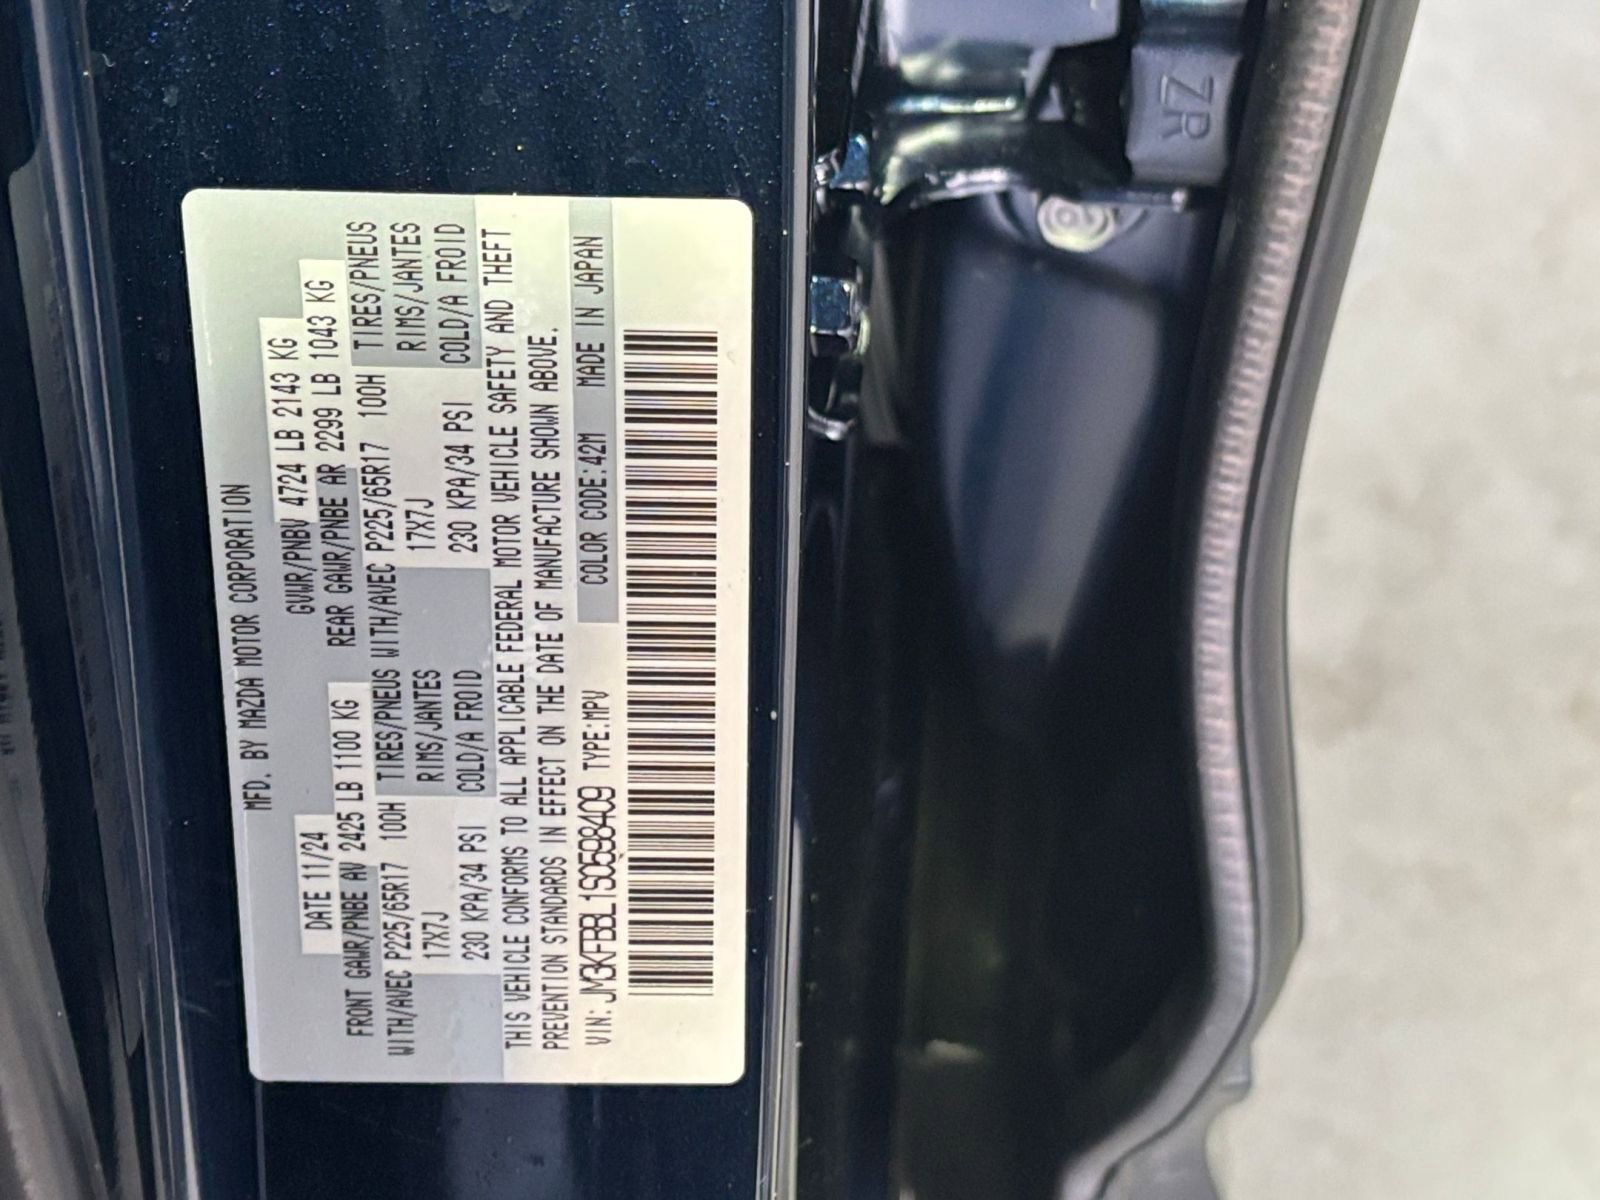 MFD. BY MAZDA MOTOR CORPORATION
DATE 11/24 GVWR/PNBV 4724 LB 2143 KG
FRONT GAWR/PNBE AV 2425 LB 1100 KG REAR GAWR/PNBE AR 2299 LB 1043 KG
WITH/AVEC P225/65R17 100H TIRES/PNEUS WITH/AVEC P225/65R17 100H TIRES/PNEUS
17X7J RIMS/JANTES 17X7J RIMS/JANTES
230 KPA/34 PSI COLD/A FROID 230 KPA/34 PSI COLD/A FROID
THIS VEHICLE CONFORMS TO ALL APPLICABLE FEDERAL MOTOR VEHICLE SAFETY AND THEFT
PREVENTION STANDARDS IN EFFECT ON THE DATE OF MANUFACTURE SHOWN ABOVE.
VIN: JM3KFBBL1S0598409 TYPE:MPV COLOR CODE:42M MADE IN JAPAN
ZR